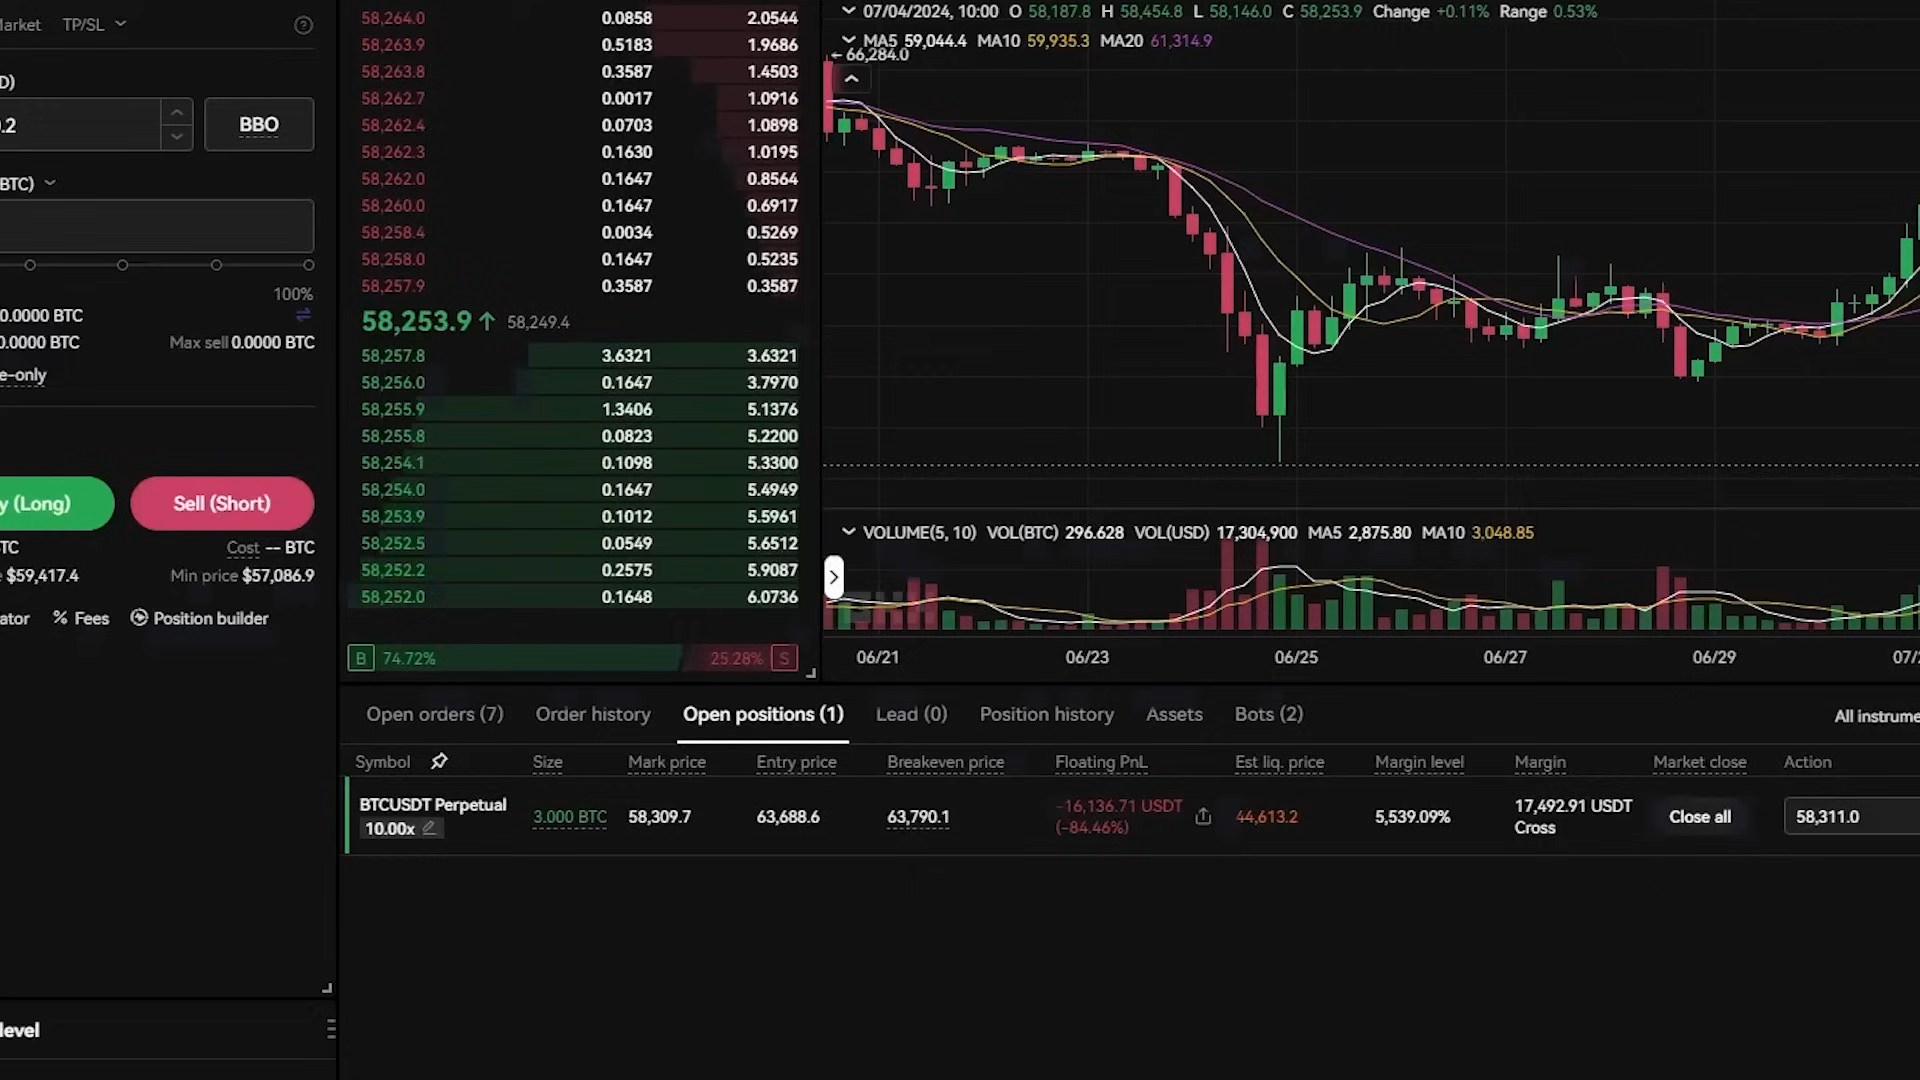 Market TP/SL
D)
.2 BBO
BTC)
100%
0.0000 BTC
0.0000 BTC Max sell 0.0000 BTC
e-only
y (Long) Sell (Short)
TC Cost -- BTC
e $59,417.4 Min price $57,086.9
ator % Fees Position builder
level
58,264.0 0.0858 2.0544
58,263.9 0.5183 1.9686
58,263.8 0.3587 1.4503
58,262.7 0.0017 1.0916
58,262.4 0.0703 1.0898
58,262.3 0.1630 1.0195
58,262.0 0.1647 0.8564
58,260.0 0.1647 0.6917
58,258.4 0.0034 0.5269
58,258.0 0.1647 0.5235
58,257.9 0.3587 0.3587
58,253.9↑ 58,249.4
58,257.8 3.6321 3.6321
58,256.0 0.1647 3.7970
58,255.9 1.3406 5.1376
58,255.8 0.0823 5.2200
58,254.1 0.1098 5.3300
58,254.0 0.1647 5.4949
58,253.9 0.1012 5.5961
58,252.5 0.0549 5.6512
58,252.2 0.2575 5.9087
58,252.0 0.1648 6.0736
B 74.72% 25.28% S
07/04/2024, 10:00 O 58,187.8 H 58,454.8 L 58,146.0 C 58,253.9 Change +0.11% Range 0.53%
MA5 59,044.4 MA10 59,935.3 MA20 61,314.9
←66,284.0
VOLUME(5, 10) VOL(BTC) 296.628 VOL(USD) 17,304,900 MA5 2,875.80 MA10 3,048.85
06/21 06/23 06/25 06/27 06/29 07/
Open orders (7) Order history Open positions (1) Lead (0) Position history Assets Bots (2) All instrume
Symbol Size Mark price Entry price Breakeven price Floating PnL Est liq. price Margin level Margin Market close Action
BTCUSDT Perpetual 3.000 BTC 58,309.7 63,688.6 63,790.1 -16,136.71 USDT 44,613.2 5,539.09% 17,492.91 USDT Close all 58,311.0
10.00x (-84.46%) Cross